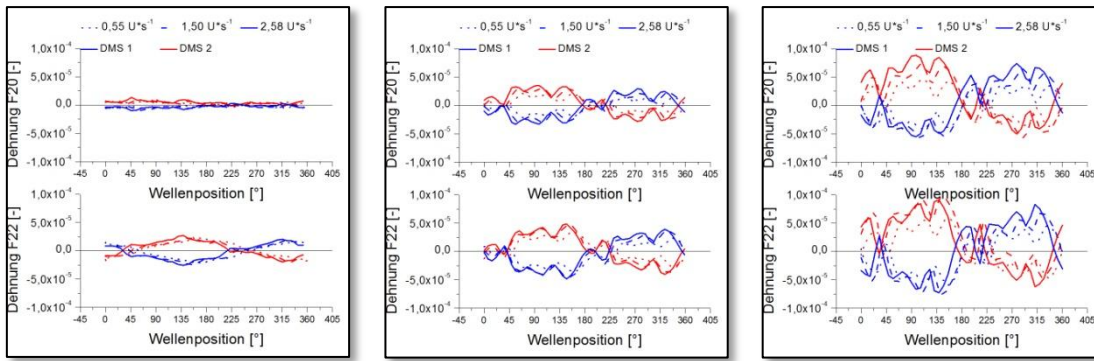 0,55 U*s⁻¹ 1,50 U*s⁻¹ 2,58 U*s⁻¹
DMS 1 DMS 2
Dehnung F20 [-]
1,0x10⁻⁴
5,0x10⁻⁵
0,0
-5,0x10⁻⁵
-1,0x10⁻⁴
-45 0 45 90 135 180 225 270 315 360 405
Wellenposition [°]
Dehnung F22 [-]
1,0x10⁻⁴
5,0x10⁻⁵
0,0
-5,0x10⁻⁵
-1,0x10⁻⁴
-45 0 45 90 135 180 225 270 315 360 405
Wellenposition [°]
0,55 U*s⁻¹ 1,50 U*s⁻¹ 2,58 U*s⁻¹
DMS 1 DMS 2
Dehnung F20 [-]
1,0x10⁻⁴
5,0x10⁻⁵
0,0
-5,0x10⁻⁵
-1,0x10⁻⁴
-45 0 45 90 135 180 225 270 315 360 405
Wellenposition [°]
Dehnung F22 [-]
1,0x10⁻⁴
5,0x10⁻⁵
0,0
-5,0x10⁻⁵
-1,0x10⁻⁴
-45 0 45 90 135 180 225 270 315 360 405
Wellenposition [°]
0,55 U*s⁻¹ 1,50 U*s⁻¹ 2,58 U*s⁻¹
DMS 1 DMS 2
Dehnung F20 [-]
1,0x10⁻⁴
5,0x10⁻⁵
0,0
-5,0x10⁻⁵
-1,0x10⁻⁴
-45 0 45 90 135 180 225 270 315 360 405
Wellenposition [°]
Dehnung F22 [-]
1,0x10⁻⁴
5,0x10⁻⁵
0,0
-5,0x10⁻⁵
-1,0x10⁻⁴
-45 0 45 90 135 180 225 270 315 360 405
Wellenposition [°]